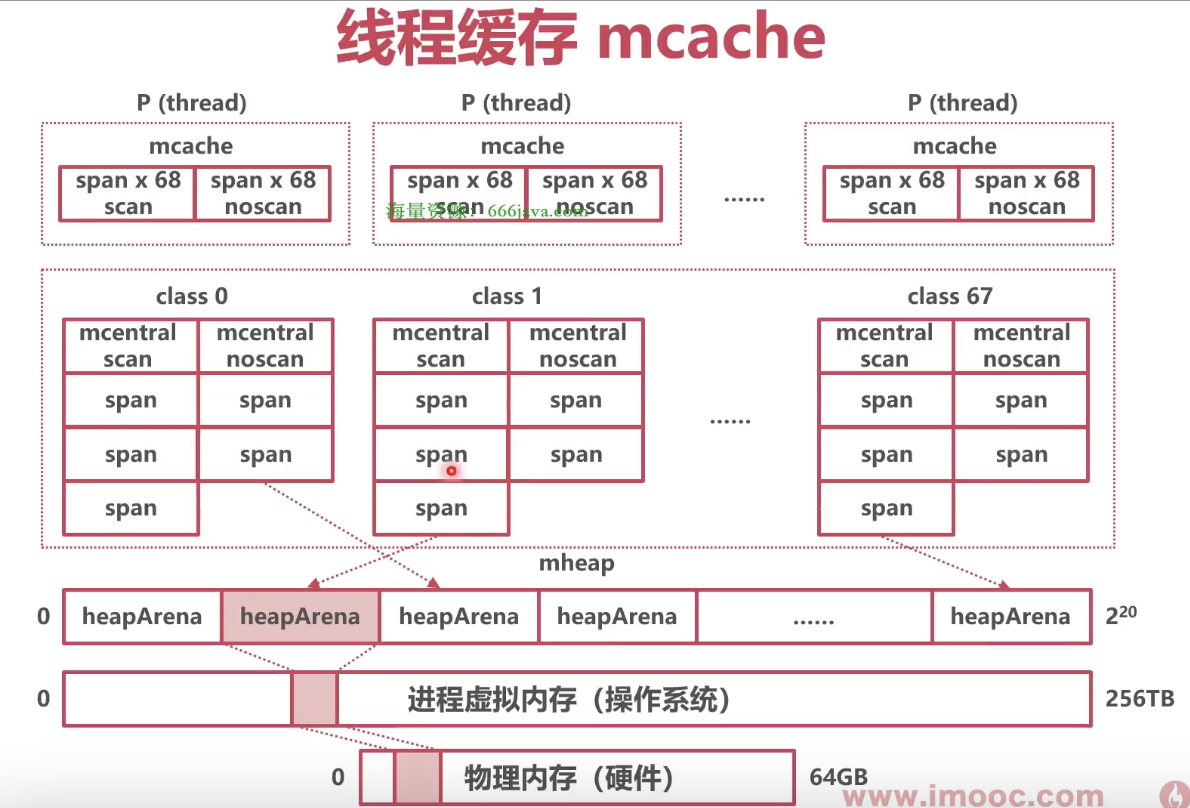 线程缓存 mcache
P (thread)
P (thread)
P (thread)
mcache
mcache
mcache
span x 68
scan
span x 68
noscan
span x 68
scan
span x 68
noscan
......
span x 68
scan
span x 68
noscan
海量资源：666java.com
class 0
class 1
class 67
mcentral
scan
mcentral
noscan
mcentral
scan
mcentral
noscan
mcentral
scan
mcentral
noscan
span
span
span
span
span
span
......
span
span
span
span
span
span
span
span
span
mheap
0
heapArena
heapArena
heapArena
heapArena
......
heapArena
2²⁰
0
进程虚拟内存（操作系统）
256TB
0
物理内存（硬件）
64GB
www.imooc.com